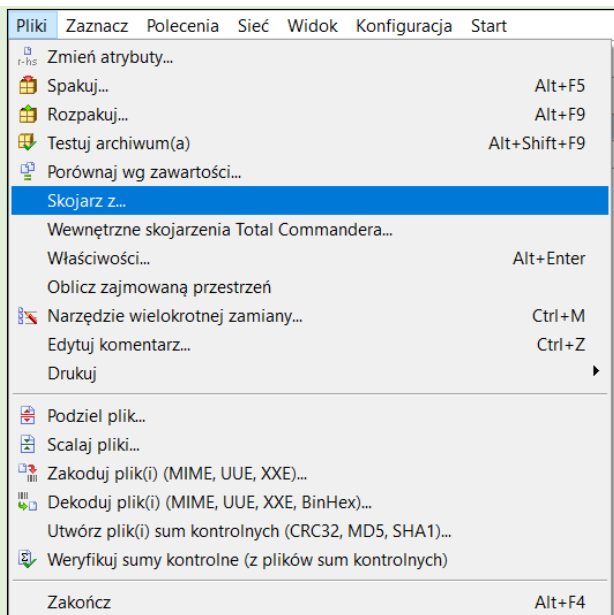 Pliki Zaznacz Polecenia Sieć Widok Konfiguracja Start
r-hs Zmień atrybuty...
Spakuj... Alt+F5
Rozpakuj... Alt+F9
Testuj archiwum(a) Alt+Shift+F9
Porównaj wg zawartości...
Skojarz z...
Wewnętrzne skojarzenia Total Commandera...
Właściwości... Alt+Enter
Oblicz zajmowaną przestrzeń
Narzędzie wielokrotnej zamiany... Ctrl+M
Edytuj komentarz... Ctrl+Z
Drukuj
Podziel plik...
Scalaj pliki...
Zakoduj plik(i) (MIME, UUE, XXE)...
Dekoduj plik(i) (MIME, UUE, XXE, BinHex)...
Utwórz plik(i) sum kontrolnych (CRC32, MD5, SHA1)...
Weryfikuj sumy kontrolne (z plików sum kontrolnych)
Zakończ Alt+F4